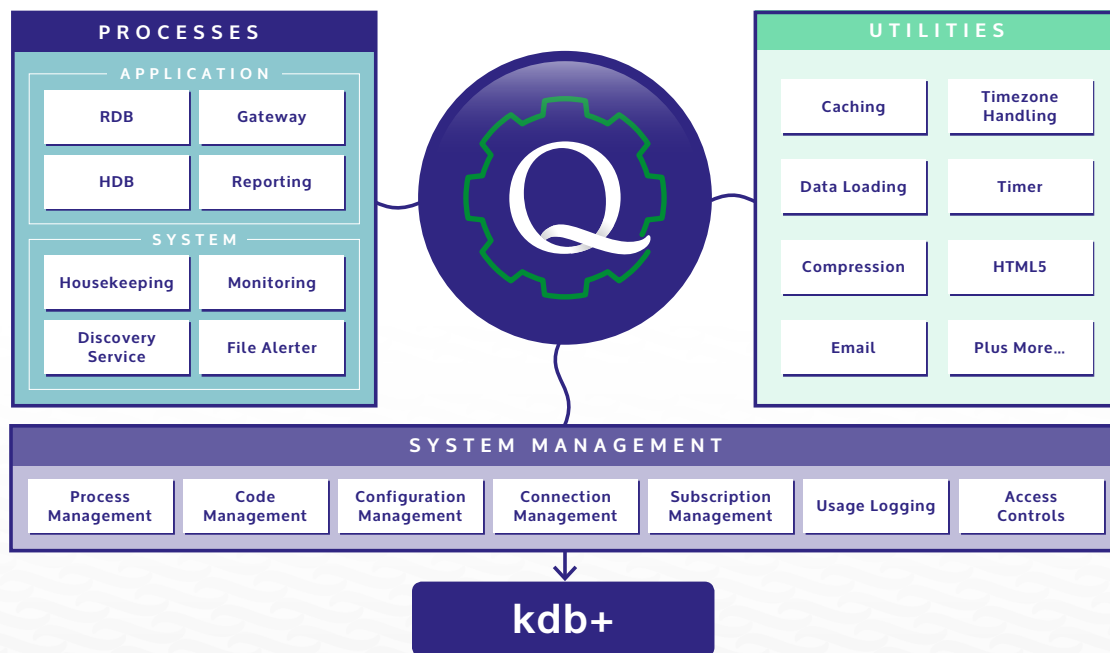 PROCESSES
APPLICATION
RDB
Gateway
HDB
Reporting
SYSTEM
Housekeeping
Monitoring
Discovery
Service
File Alerter
Q
UTILITIES
Caching
Timezone
Handling
Data Loading
Timer
Compression
HTML5
Email
Plus More...
SYSTEM MANAGEMENT
Process
Management
Code
Management
Configuration
Management
Connection
Management
Subscription
Management
Usage Logging
Access
Controls
kdb+